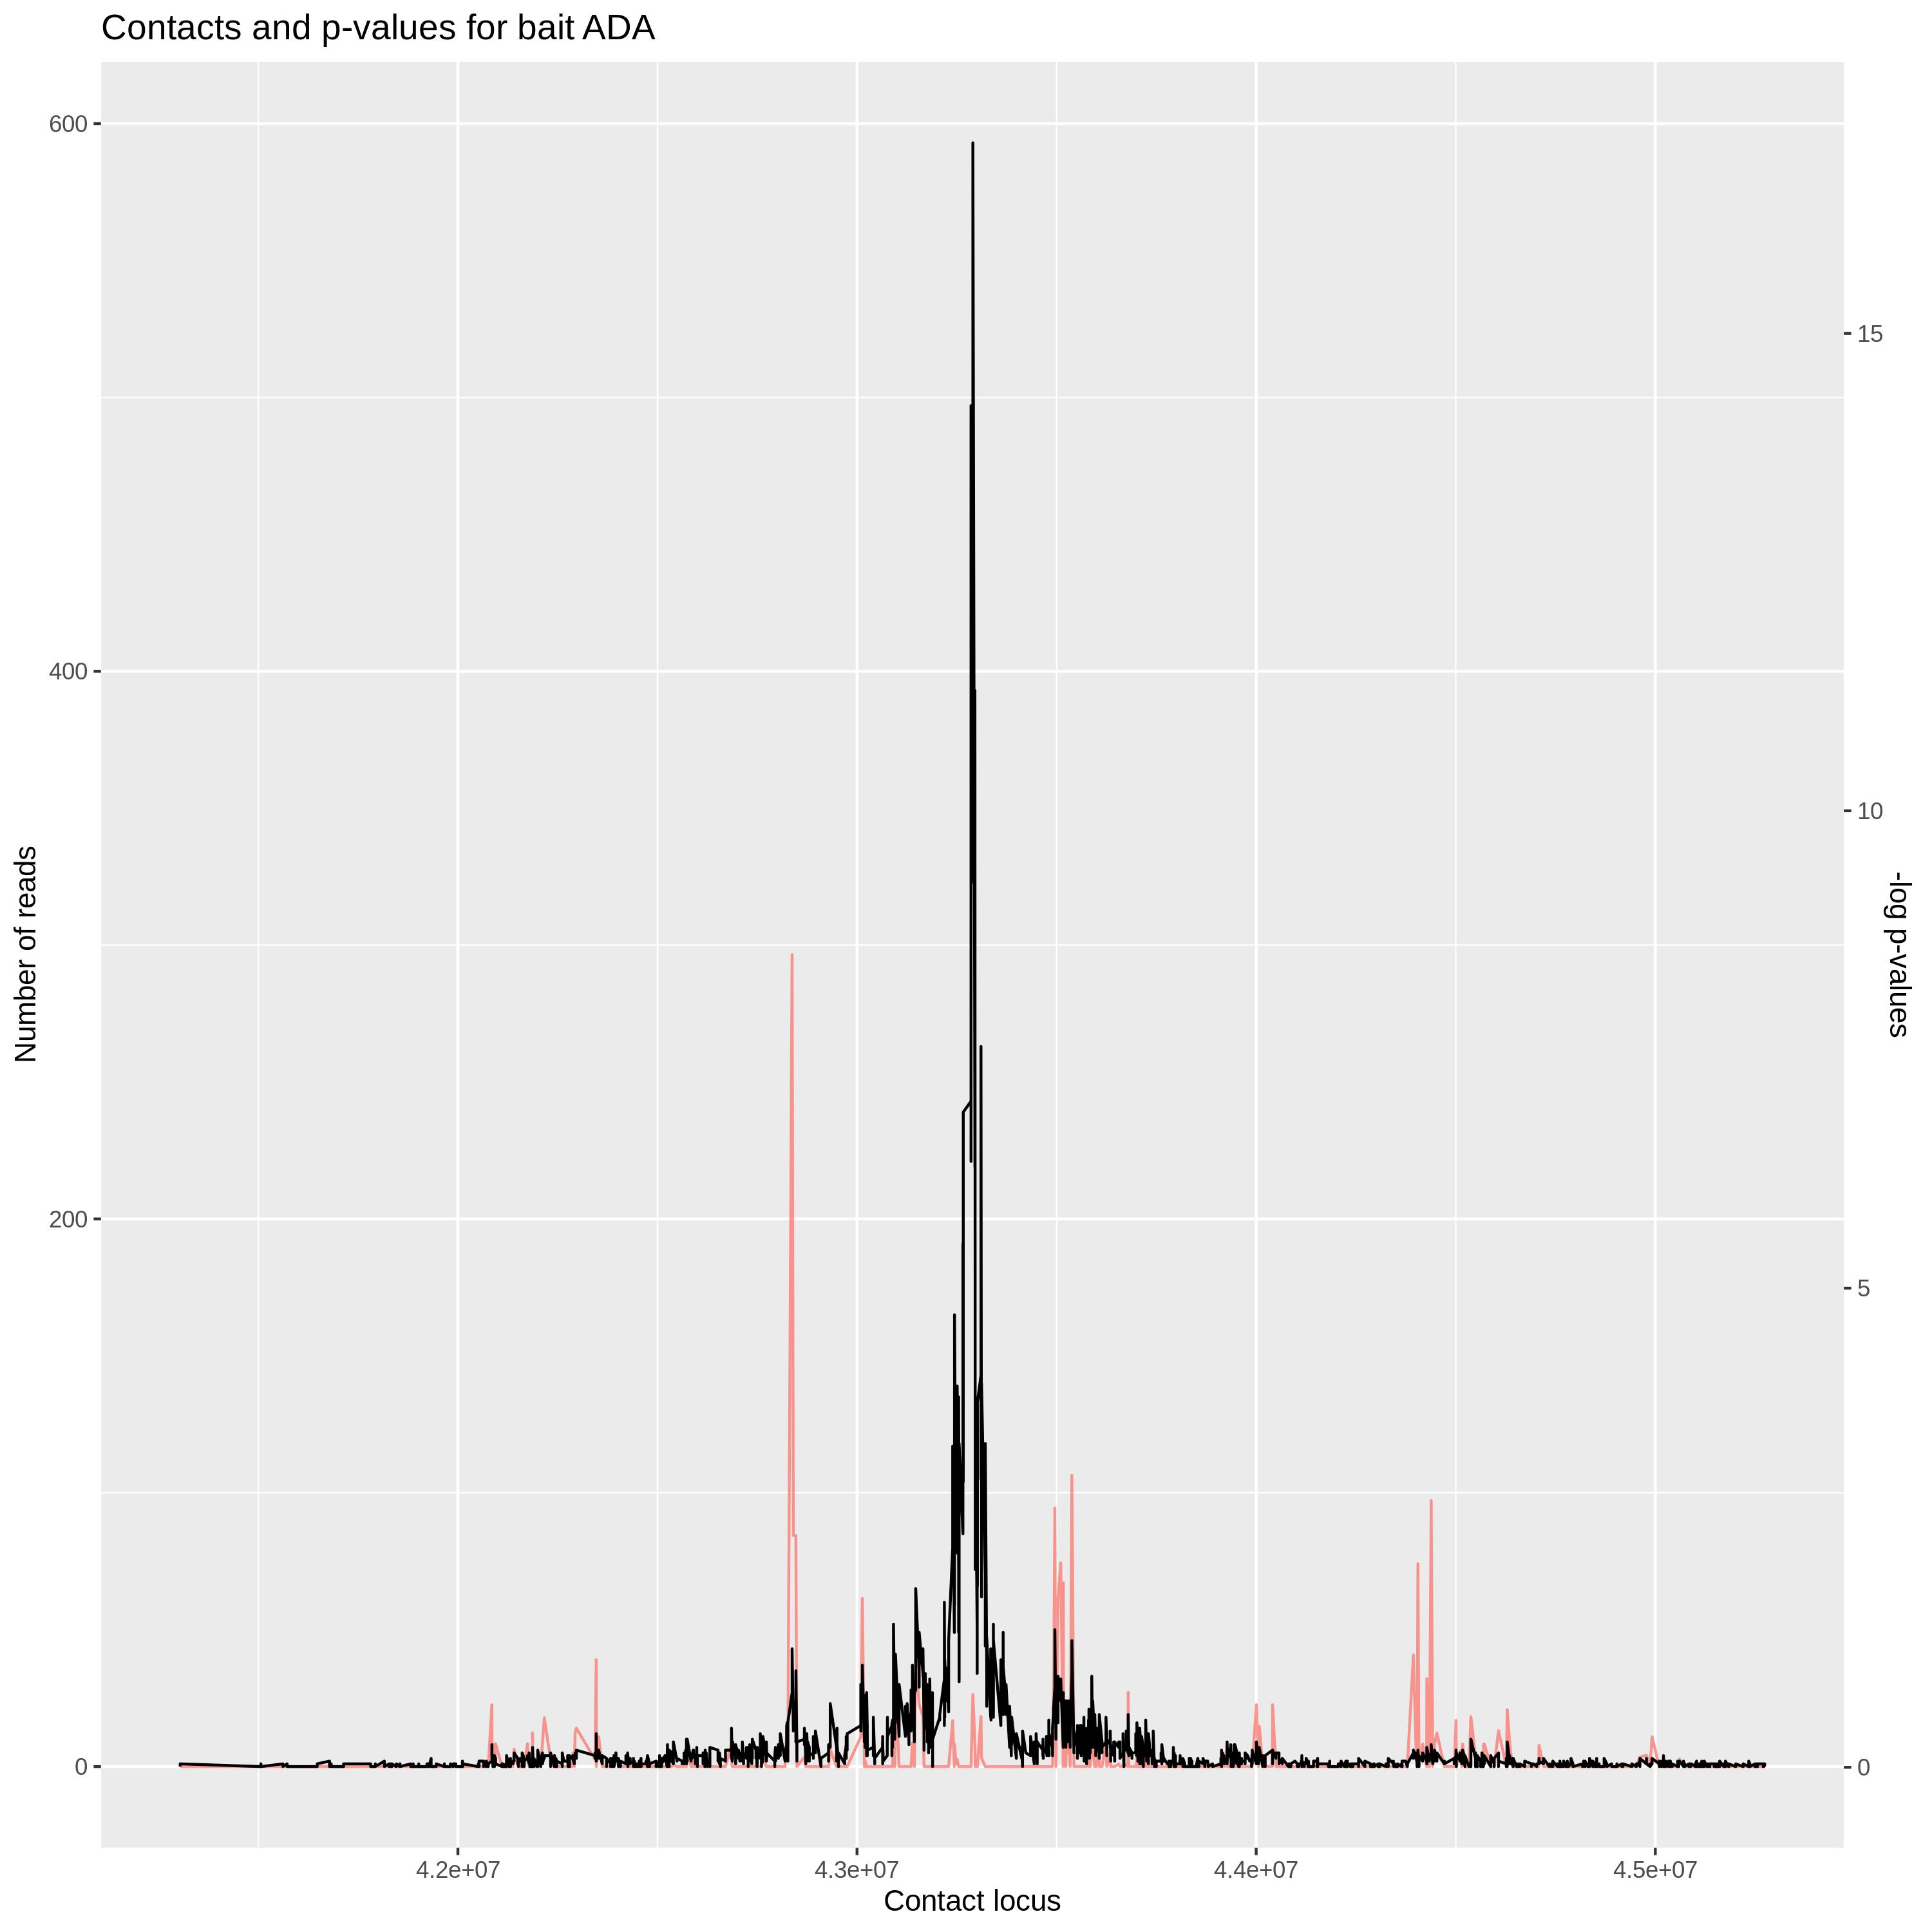 Contacts and p-values for bait ADA
600
400
200
0
Number of reads
15
10
5
0
-log p-values
4.2e+07
4.3e+07
4.4e+07
4.5e+07
Contact locus